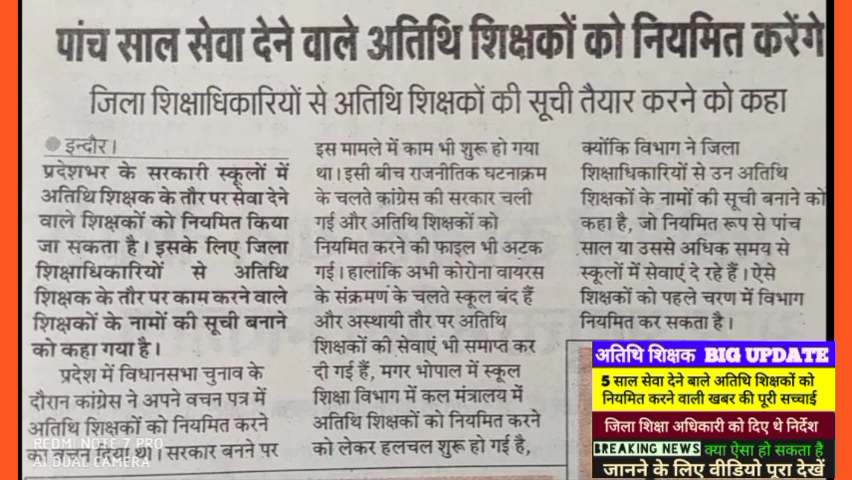 पांच साल सेवा देने वाले अतिथि शिक्षकों को नियमित करेंगे
जिला शिक्षाधिकारियों से अतिथि शिक्षकों की सूची तैयार करने को कहा
इन्दौर।
प्रदेशभर के सरकारी स्कूलों में
अतिथि शिक्षक के तौर पर सेवा देने
वाले शिक्षकों को नियमित किया
जा सकता है। इसके लिए जिला
शिक्षाधिकारियों से अतिथि
शिक्षक के तौर पर काम करने वाले
शिक्षकों के नामों की सूची बनाने
को कहा गया है।
प्रदेश में विधानसभा चुनाव के
दौरान कांग्रेस ने अपने वचन पत्र में
अतिथि शिक्षकों को नियमित करने
का वचन दिया था। सरकार बनने पर
इस मामले में काम भी शुरू हो गया
था। इसी बीच राजनीतिक घटनाक्रम
के चलते कांग्रेस की सरकार चली
गई और अतिथि शिक्षकों को
नियमित करने की फाइल भी अटक
गई। हालांकि अभी कोरोना वायरस
के संक्रमण के चलते स्कूल बंद हैं
और अस्थायी तौर पर अतिथि
शिक्षकों की सेवाएं भी समाप्त कर
दी गई हैं, मगर भोपाल में स्कूल
शिक्षा विभाग में कल मंत्रालय में
अतिथि शिक्षकों को नियमित करने
को लेकर हलचल शुरू हो गई है,
क्योंकि विभाग ने जिला
शिक्षाधिकारियों से उन अतिथि
शिक्षकों के नामों की सूची बनाने को
कहा है, जो नियमित रूप से पांच
साल या उससे अधिक समय से
स्कूलों में सेवाएं दे रहे हैं। ऐसे
शिक्षकों को पहले चरण में विभाग
नियमित कर सकता है।
REDMI NOTE 7 PRO
AI DUAL CAMERA
अतिथि शिक्षक BIG UPDATE
5 साल सेवा देने बाले अतिथि शिक्षकों को
नियमित करने वाली खबर की पूरी सच्चाई
जिला शिक्षा अधिकारी को दिए थे निर्देश
BREAKING NEWS क्या ऐसा हो सकता है
जानने के लिए वीडियो पूरा देखें